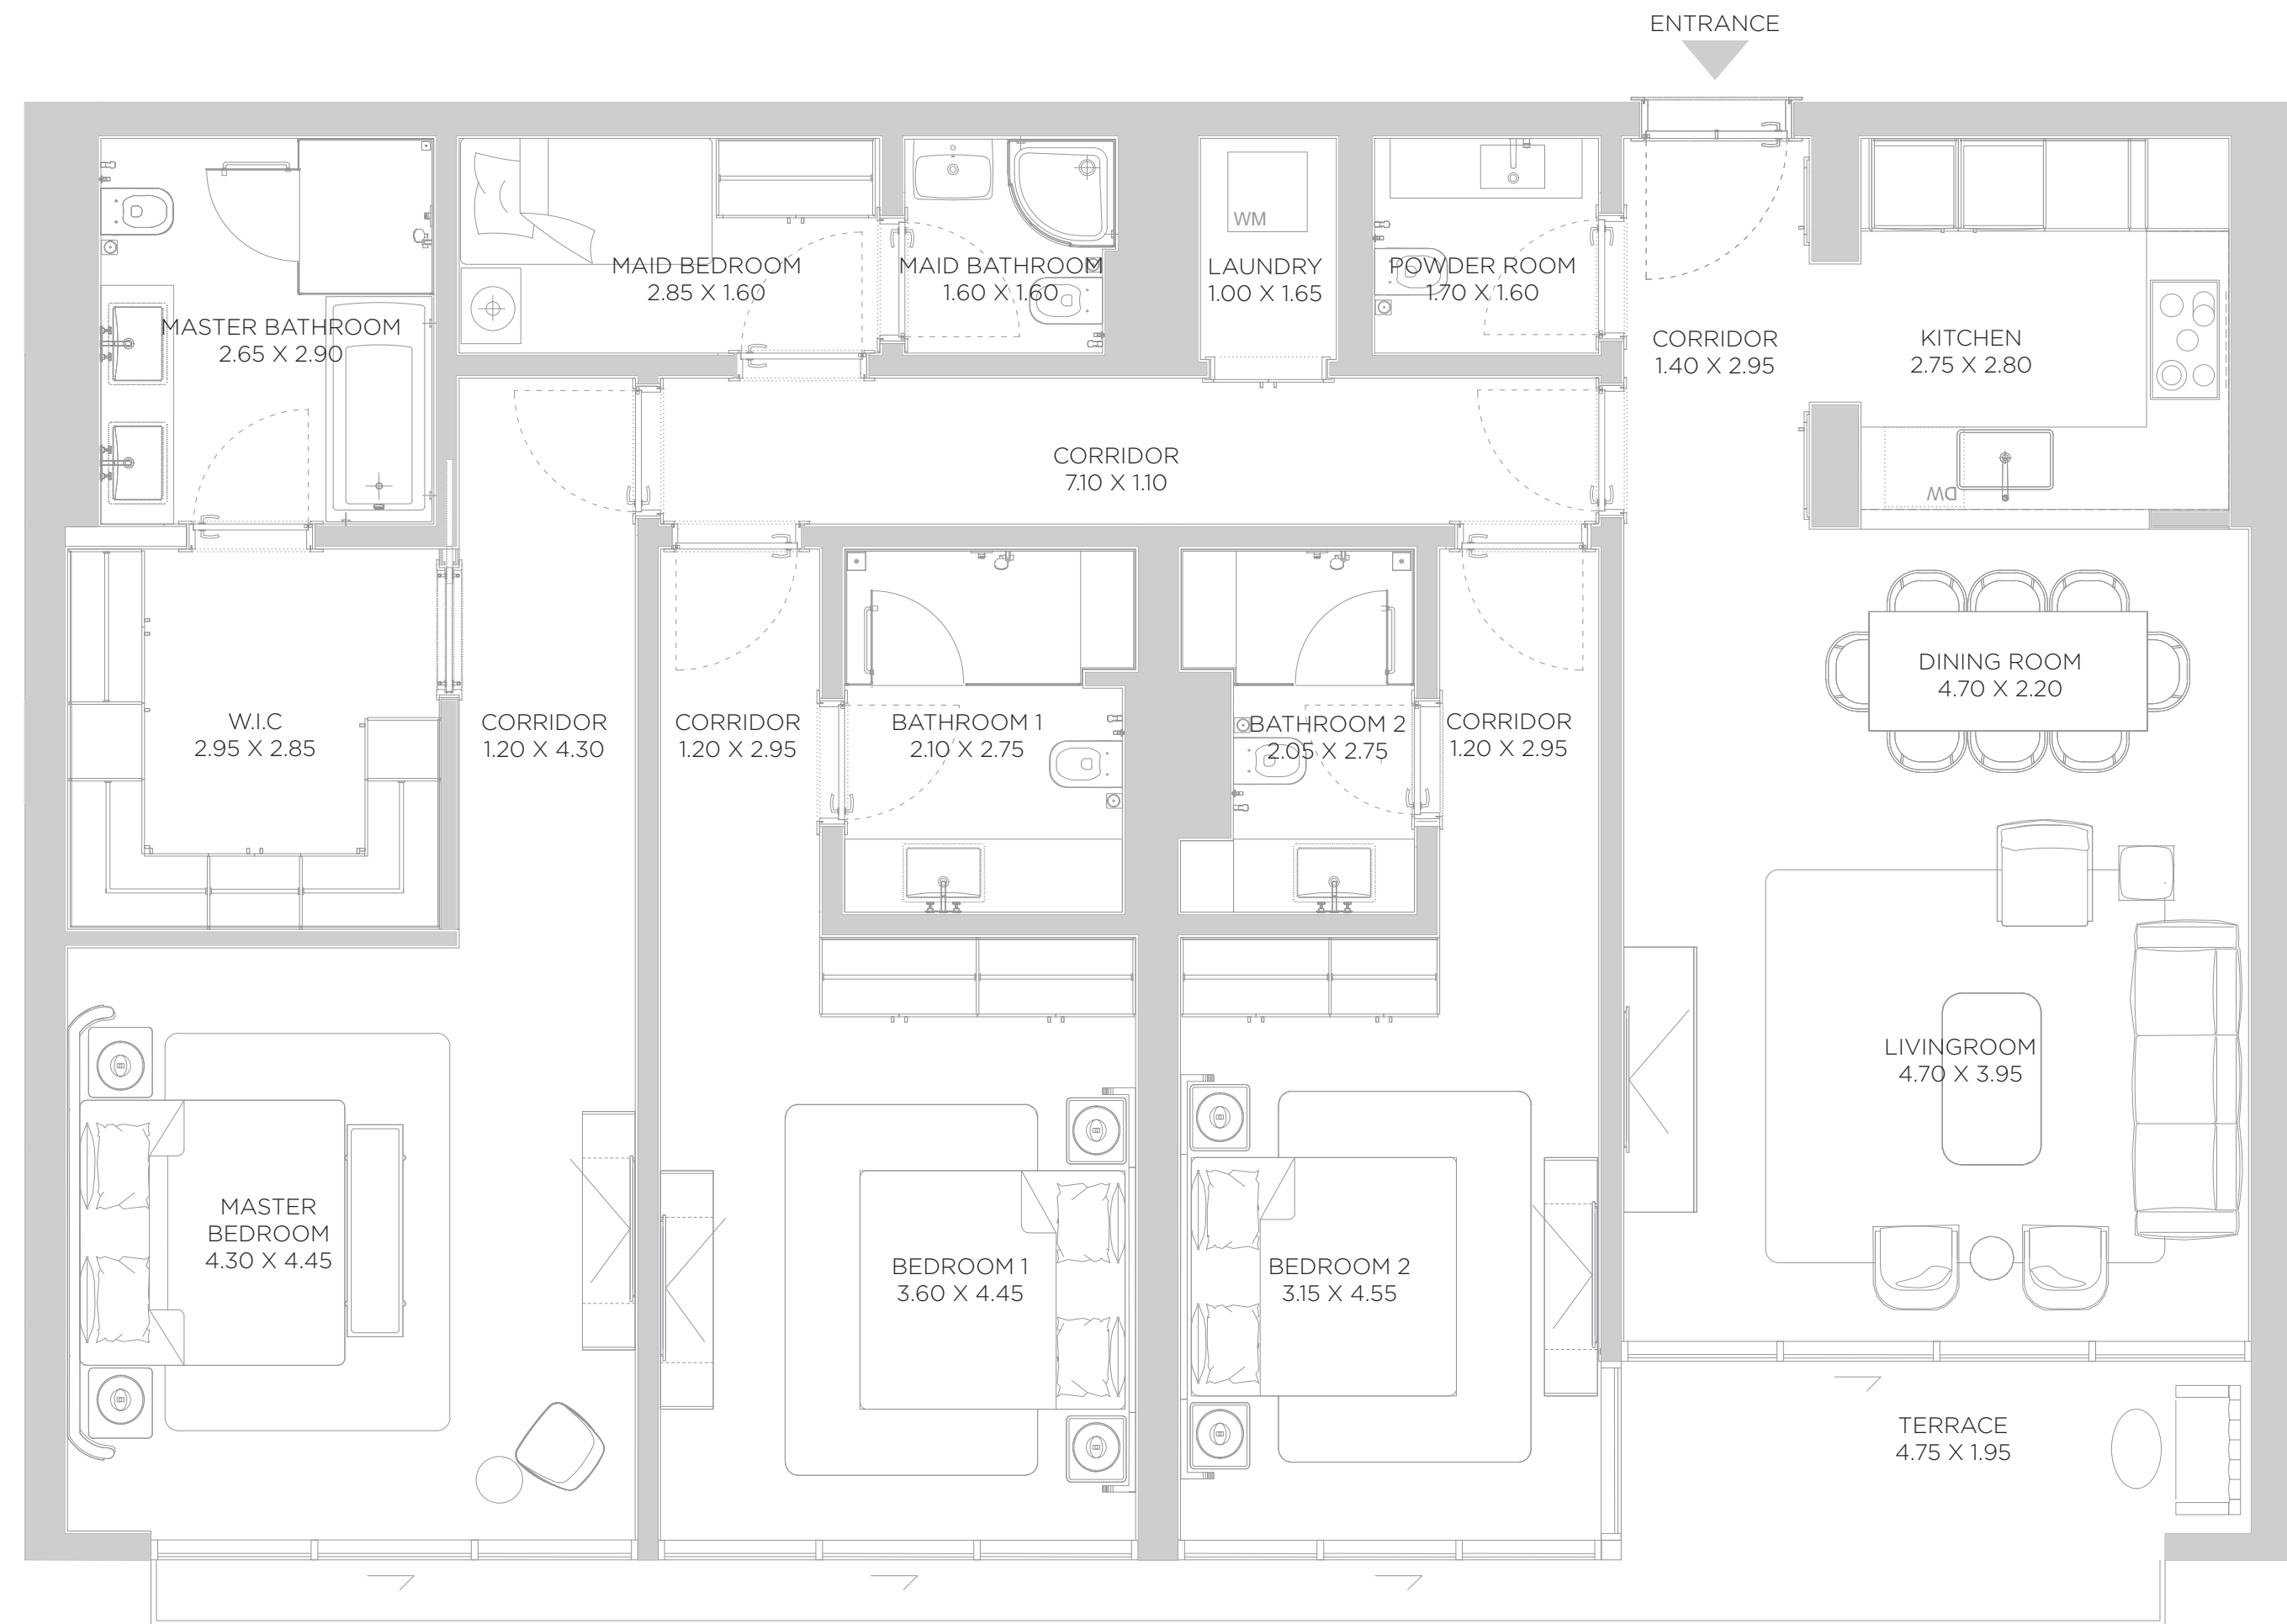 ENTRANCE
MAID BEDROOM
2.85 X 1.60
MAID BATHROOM
1.60 X 1.60
WM
LAUNDRY
1.00 X 1.65
POWDER ROOM
1.70 X 1.60
MASTER BATHROOM
2.65 X 2.90
CORRIDOR
1.40 X 2.95
KITCHEN
2.75 X 2.80
CORRIDOR
7.10 X 1.10
DW
DINING ROOM
4.70 X 2.20
W.I.C
2.95 X 2.85
CORRIDOR
1.20 X 4.30
CORRIDOR
1.20 X 2.95
BATHROOM 1
2.10 X 2.75
BATHROOM 2
2.05 X 2.75
CORRIDOR
1.20 X 2.95
LIVINGROOM
4.70 X 3.95
MASTER
BEDROOM
4.30 X 4.45
BEDROOM 1
3.60 X 4.45
BEDROOM 2
3.15 X 4.55
TERRACE
4.75 X 1.95